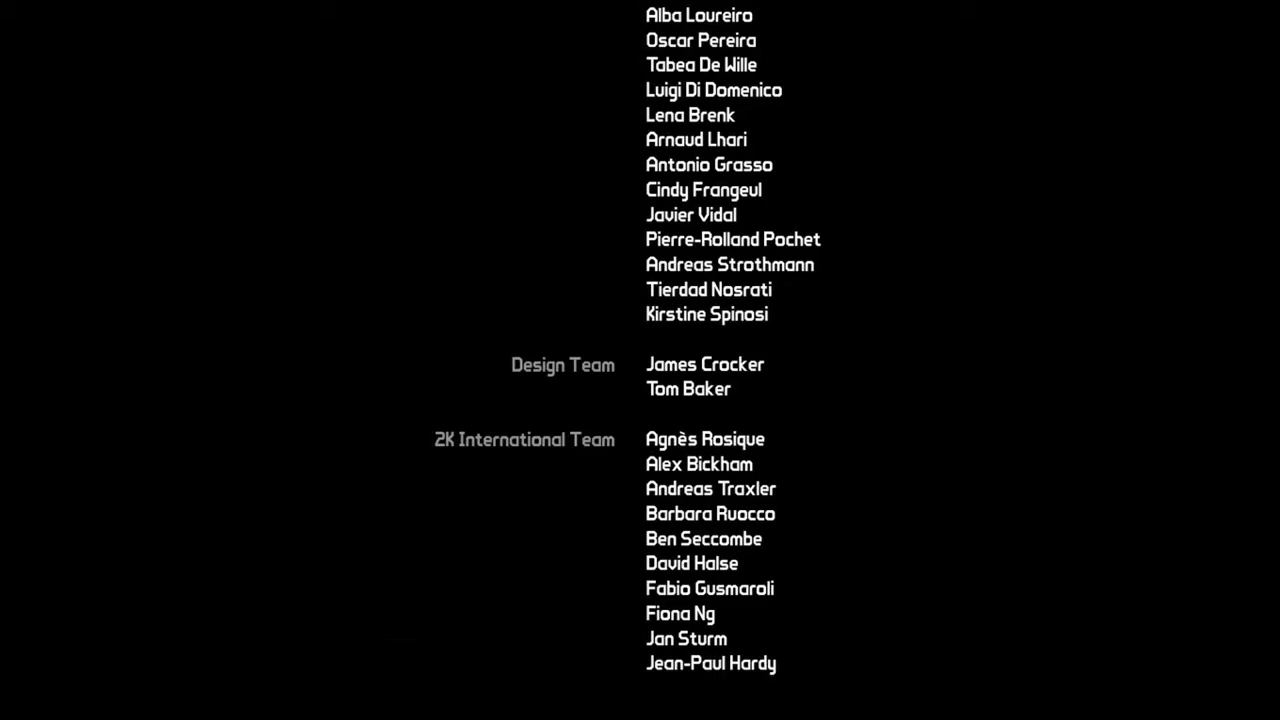 Alba Loureiro
Oscar Pereira
Tabea De Wille
Luigi Di Domenico
Lena Brenk
Arnaud Lhari
Antonio Grasso
Cindy Frangeul
Javier Vidal
Pierre-Rolland Pochet
Andreas Strothmann
Tierdad Nosrati
Kirstine Spinosi
Design Team James Crocker
Tom Baker
2K International Team Agnès Rosique
Alex Bickham
Andreas Traxler
Barbara Ruocco
Ben Seccombe
David Halse
Fabio Gusmaroli
Fiona Ng
Jan Sturm
Jean-Paul Hardy